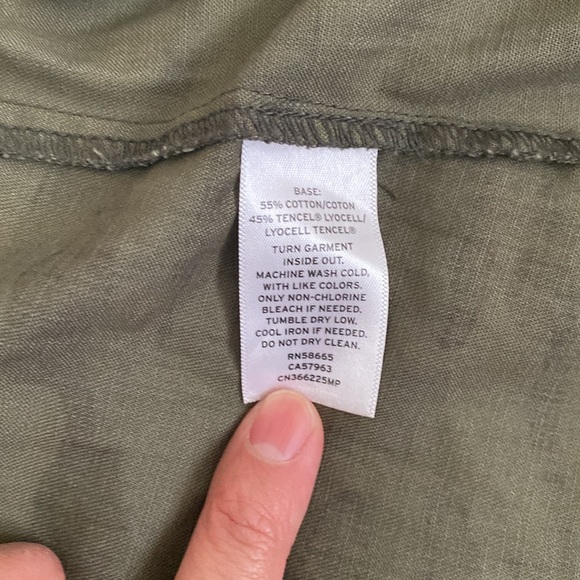 BASE:
55% COTTON/COTON
45% TENCEL® LYOCELL/
LYOCELL TENCEL®
TURN GARMENT
INSIDE OUT.
MACHINE WASH COLD,
WITH LIKE COLORS.
ONLY NON-CHLORINE
BLEACH IF NEEDED.
TUMBLE DRY LOW.
COOL IRON IF NEEDED.
DO NOT DRY CLEAN.
RN58665
CA57963
CN366225MP